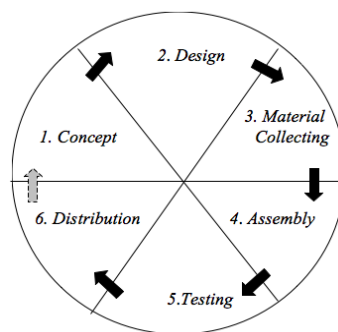 1. Concept
2. Design
3. Material
Collecting
4. Assembly
5.Testing
6. Distribution